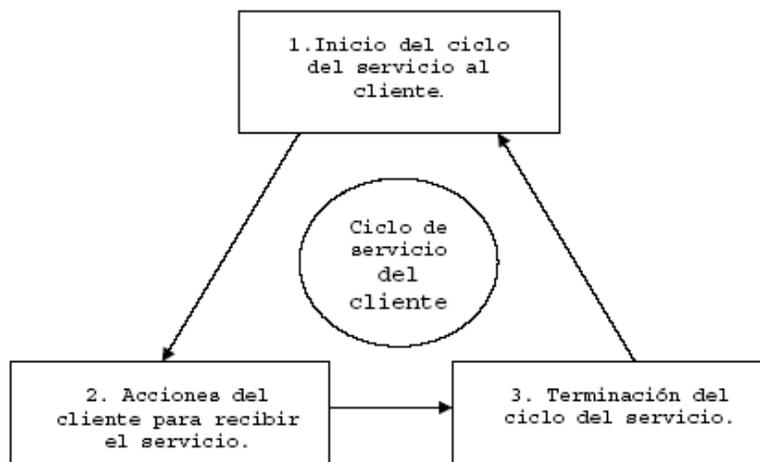 1.Inicio del ciclo
del servicio al
cliente.
Ciclo de
servicio
del
cliente
2. Acciones del
cliente para recibir
el servicio.
3. Terminación del
ciclo del servicio.